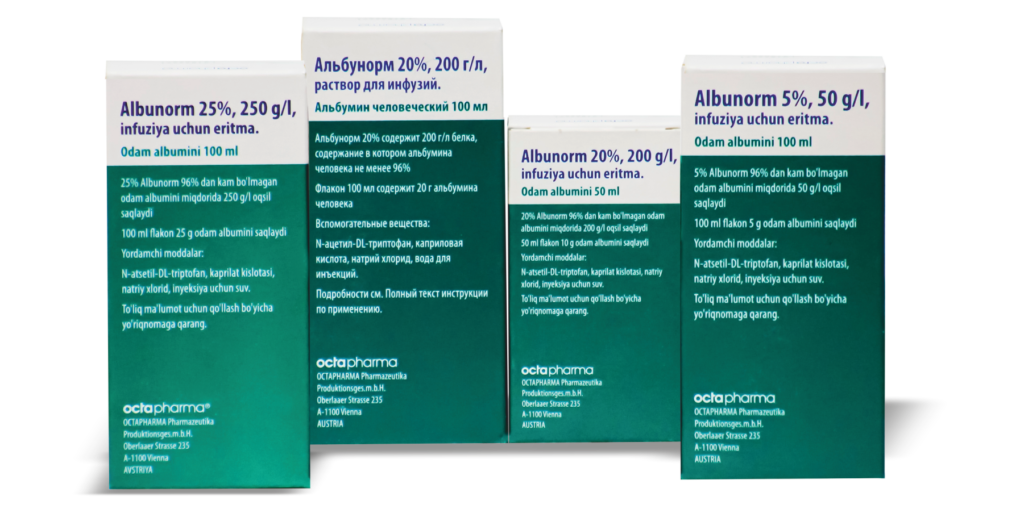 Albunorm 25%, 250 g/l,
infuziya uchun eritma.
Odam albumini 100 ml
25% Albunorm 96% dan kam bo'lmagan
odam albumini miqdorida 250 g/l oqsil
saqlaydi
100 ml flakon 25 g odam albumini saqlaydi
Yordamchi moddalar:
N-atsetil-DL-triptofan, kaprilat kislotasi,
natriy xlorid, inyeksiya uchun suv.
To'liq ma'lumot uchun qo'llash bo'yicha
yo'riqnomaga qarang.
octapharma®
OCTAPHARMA Pharmazeutika
Produktionsges.m.b.H.
Oberlaaer Strasse 235
A-1100 Vienna
AVSTRIYA
Альбунорм 20%, 200 г/л,
раствор для инфузий.
Альбумин человеческий 100 мл
Альбунорм 20% содержит 200 г/л белка,
содержание в котором альбумина
человека не менее 96%
Флакон 100 мл содержит 20 г альбумина
человека
Вспомогательные вещества:
N-ацетил-DL-триптофан, каприловая
кислота, натрий хлорид, вода для
инъекций.
Подробности см. Полный текст инструкции
по применению.
octapharma
OCTAPHARMA Pharmazeutika
Produktionsges.m.b.H.
Oberlaaer Strasse 235
A-1100 Vienna
AUSTRIA
Albunorm 20%, 200 g/l,
infuziya uchun eritma.
Odam albumini 50 ml
20% Albunorm 96% dan kam bo'lmagan odam
albumini miqdorida 200 g/l oqsil saqlaydi
50 ml flakon 10 g odam albumini saqlaydi
Yordamchi moddalar:
N-atsetil-DL-triptofan, kaprilat kislotasi, natriy
xlorid, inyeksiya uchun suv.
To'liq ma'lumot uchun qo'llash bo'yicha
yo'riqnomaga qarang.
octapharma
OCTAPHARMA Pharmazeutika
Produktionsges.m.b.H.
Oberlaaer Strasse 235
A-1100 Vienna
AUSTRIA
Albunorm 5%, 50 g/l,
infuziya uchun eritma.
Odam albumini 100 ml
5% Albunorm 96% dan kam bo'lmagan
odam albumini miqdorida 50 g/l oqsil
saqlaydi
100 ml flakon 5 g odam albumini saqlaydi
Yordamchi moddalar:
N-atsetil-DL-triptofan, kaprilat kislotasi,
natriy xlorid, inyeksiya uchun suv.
To'liq ma'lumot uchun qo'llash bo'yicha
yo'riqnomaga qarang.
octapharma
OCTAPHARMA Pharmazeutika
Produktionsges.m.b.H.
Oberlaaer Strasse 235
A-1100 Vienna
AUSTRIA